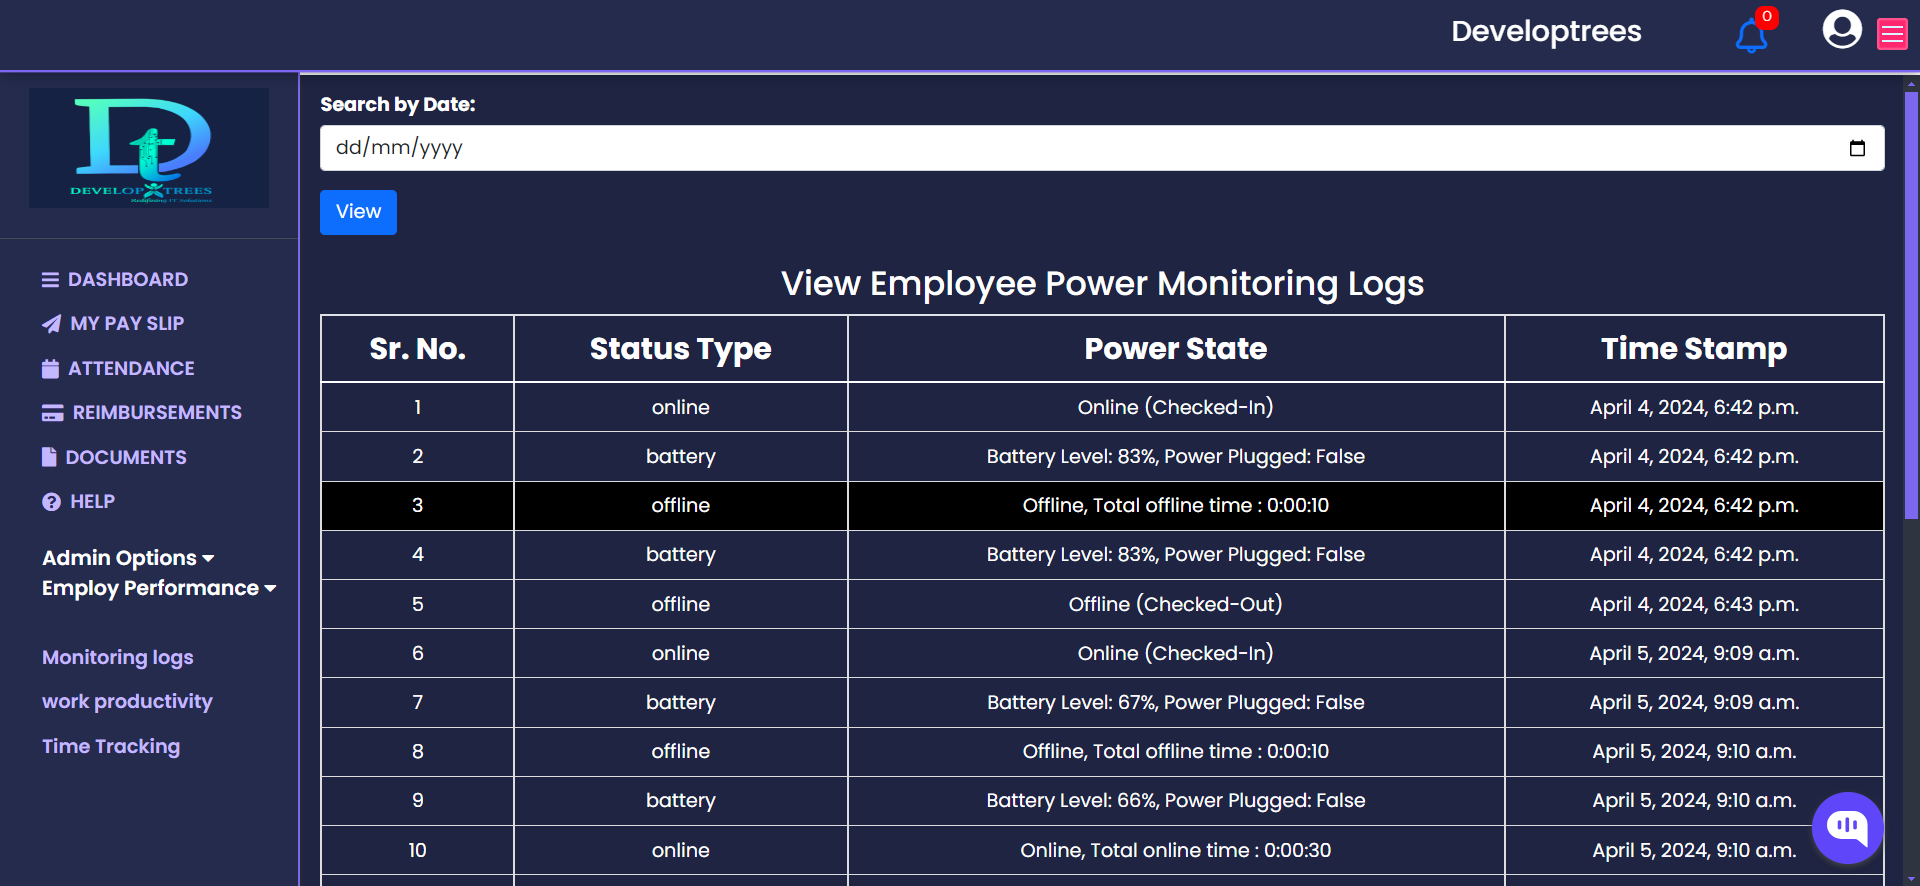 Developtrees
0
DEVELOP TREES
Redefining IT Solutions
DASHBOARD
MY PAY SLIP
ATTENDANCE
REIMBURSEMENTS
DOCUMENTS
HELP
Admin Options
Employ Performance
Monitoring logs
work productivity
Time Tracking
Search by Date:
dd/mm/yyyy
View
View Employee Power Monitoring Logs
Sr. No. Status Type Power State Time Stamp
1 online Online (Checked-In) April 4, 2024, 6:42 p.m.
2 battery Battery Level: 83%, Power Plugged: False April 4, 2024, 6:42 p.m.
3 offline Offline, Total offline time : 0:00:10 April 4, 2024, 6:42 p.m.
4 battery Battery Level: 83%, Power Plugged: False April 4, 2024, 6:42 p.m.
5 offline Offline (Checked-Out) April 4, 2024, 6:43 p.m.
6 online Online (Checked-In) April 5, 2024, 9:09 a.m.
7 battery Battery Level: 67%, Power Plugged: False April 5, 2024, 9:09 a.m.
8 offline Offline, Total offline time : 0:00:10 April 5, 2024, 9:10 a.m.
9 battery Battery Level: 66%, Power Plugged: False April 5, 2024, 9:10 a.m.
10 online Online, Total online time : 0:00:30 April 5, 2024, 9:10 a.m.